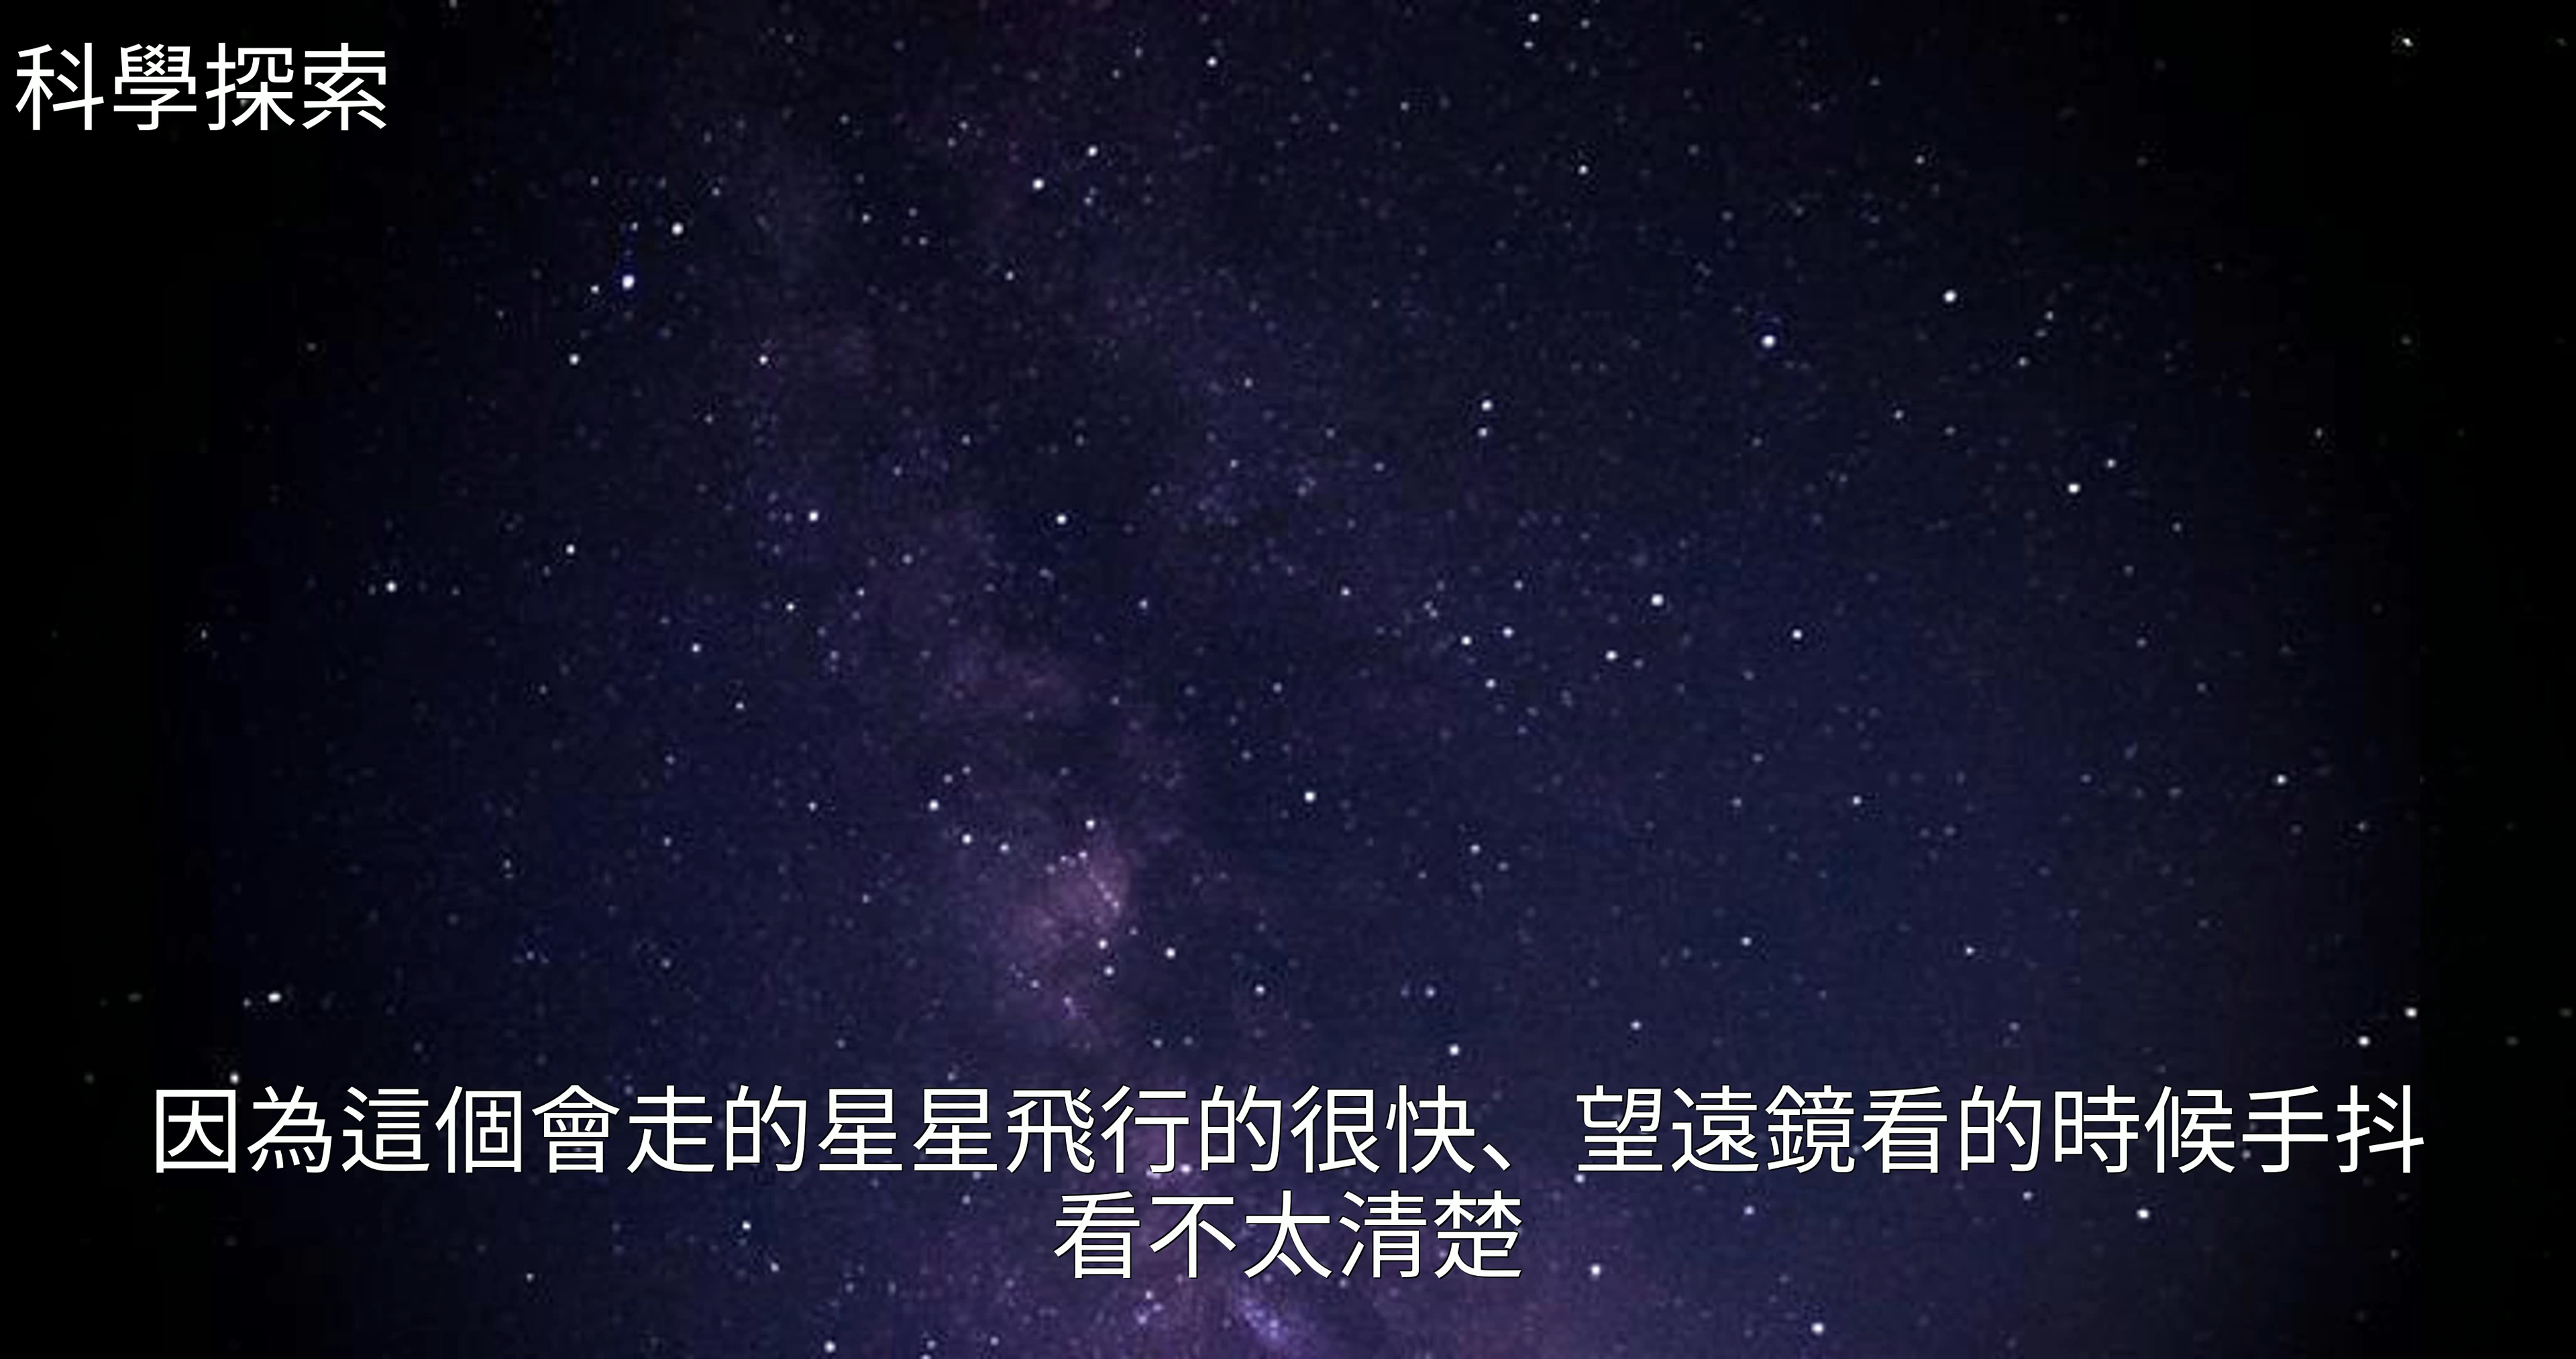 科學探索
因為這個會走的星星飛行的很快、望遠鏡看的時候手抖
看不太清楚